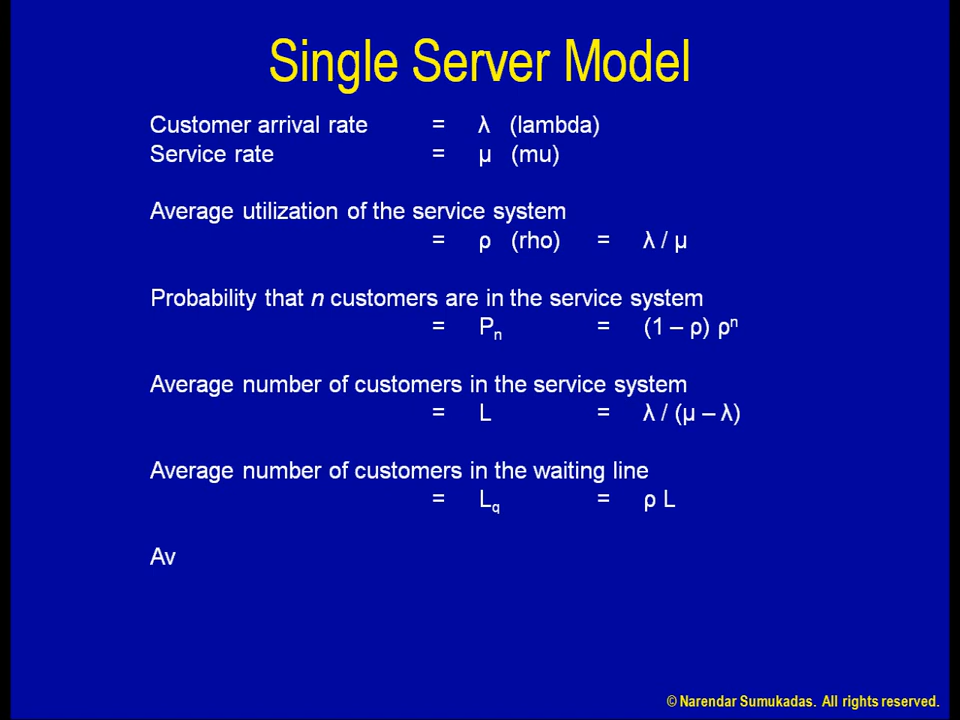 Single Server Model
Customer arrival rate = λ (lambda)
Service rate = μ (mu)
Average utilization of the service system
= ρ (rho) = λ / μ
Probability that n customers are in the service system
= Pₙ = (1 – ρ) ρⁿ
Average number of customers in the service system
= L = λ / (μ – λ)
Average number of customers in the waiting line
= Lq = ρ L
Av
© Narendar Sumukadas. All rights reserved.